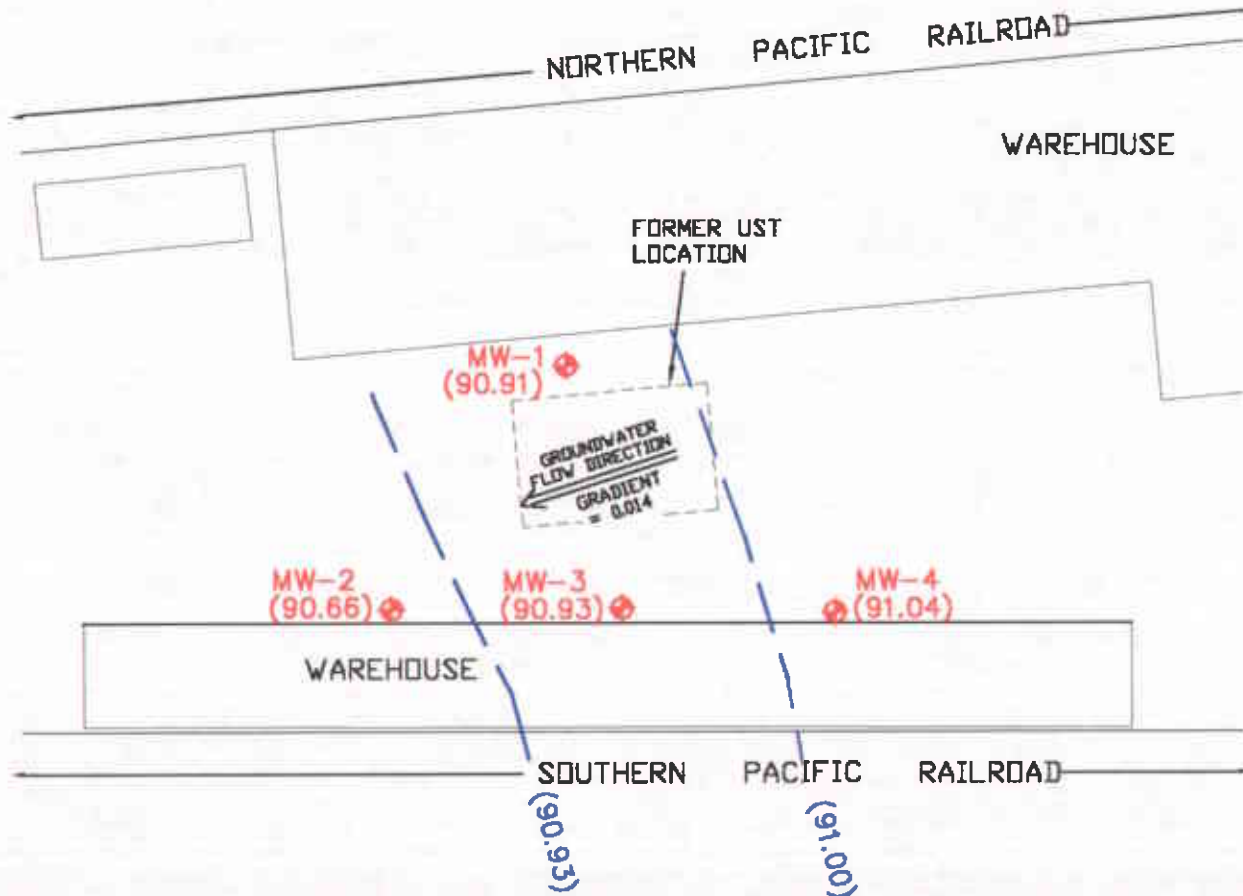 NORTHERN PACIFIC RAILROAD
WAREHOUSE
FORMER UST
LOCATION
MW-1
(90.91)
GROUNDWATER
FLOW DIRECTION
GRADIENT
= 0.014
MW-2
(90.66)
MW-3
(90.93)
MW-4
(91.04)
WAREHOUSE
SOUTHERN PACIFIC RAILROAD
(90.93)
(91.00)